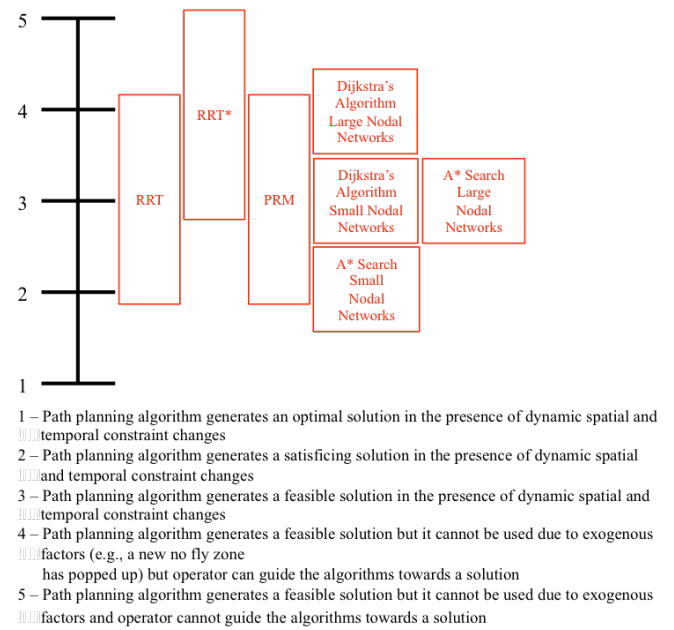 5
4
3
2
1
RRT
RRT*
PRM
Dijkstra's
Algorithm
Large Nodal
Networks
Dijkstra's
Algorithm
Small Nodal
Networks
A* Search
Large
Nodal
Networks
A* Search
Small
Nodal
Networks
1 – Path planning algorithm generates an optimal solution in the presence of dynamic spatial and
temporal constraint changes
2 – Path planning algorithm generates a satisficing solution in the presence of dynamic spatial
and temporal constraint changes
3 – Path planning algorithm generates a feasible solution in the presence of dynamic spatial and
temporal constraint changes
4 – Path planning algorithm generates a feasible solution but it cannot be used due to exogenous
factors (e.g., a new no fly zone
has popped up) but operator can guide the algorithms towards a solution
5 – Path planning algorithm generates a feasible solution but it cannot be used due to exogenous
factors and operator cannot guide the algorithms towards a solution